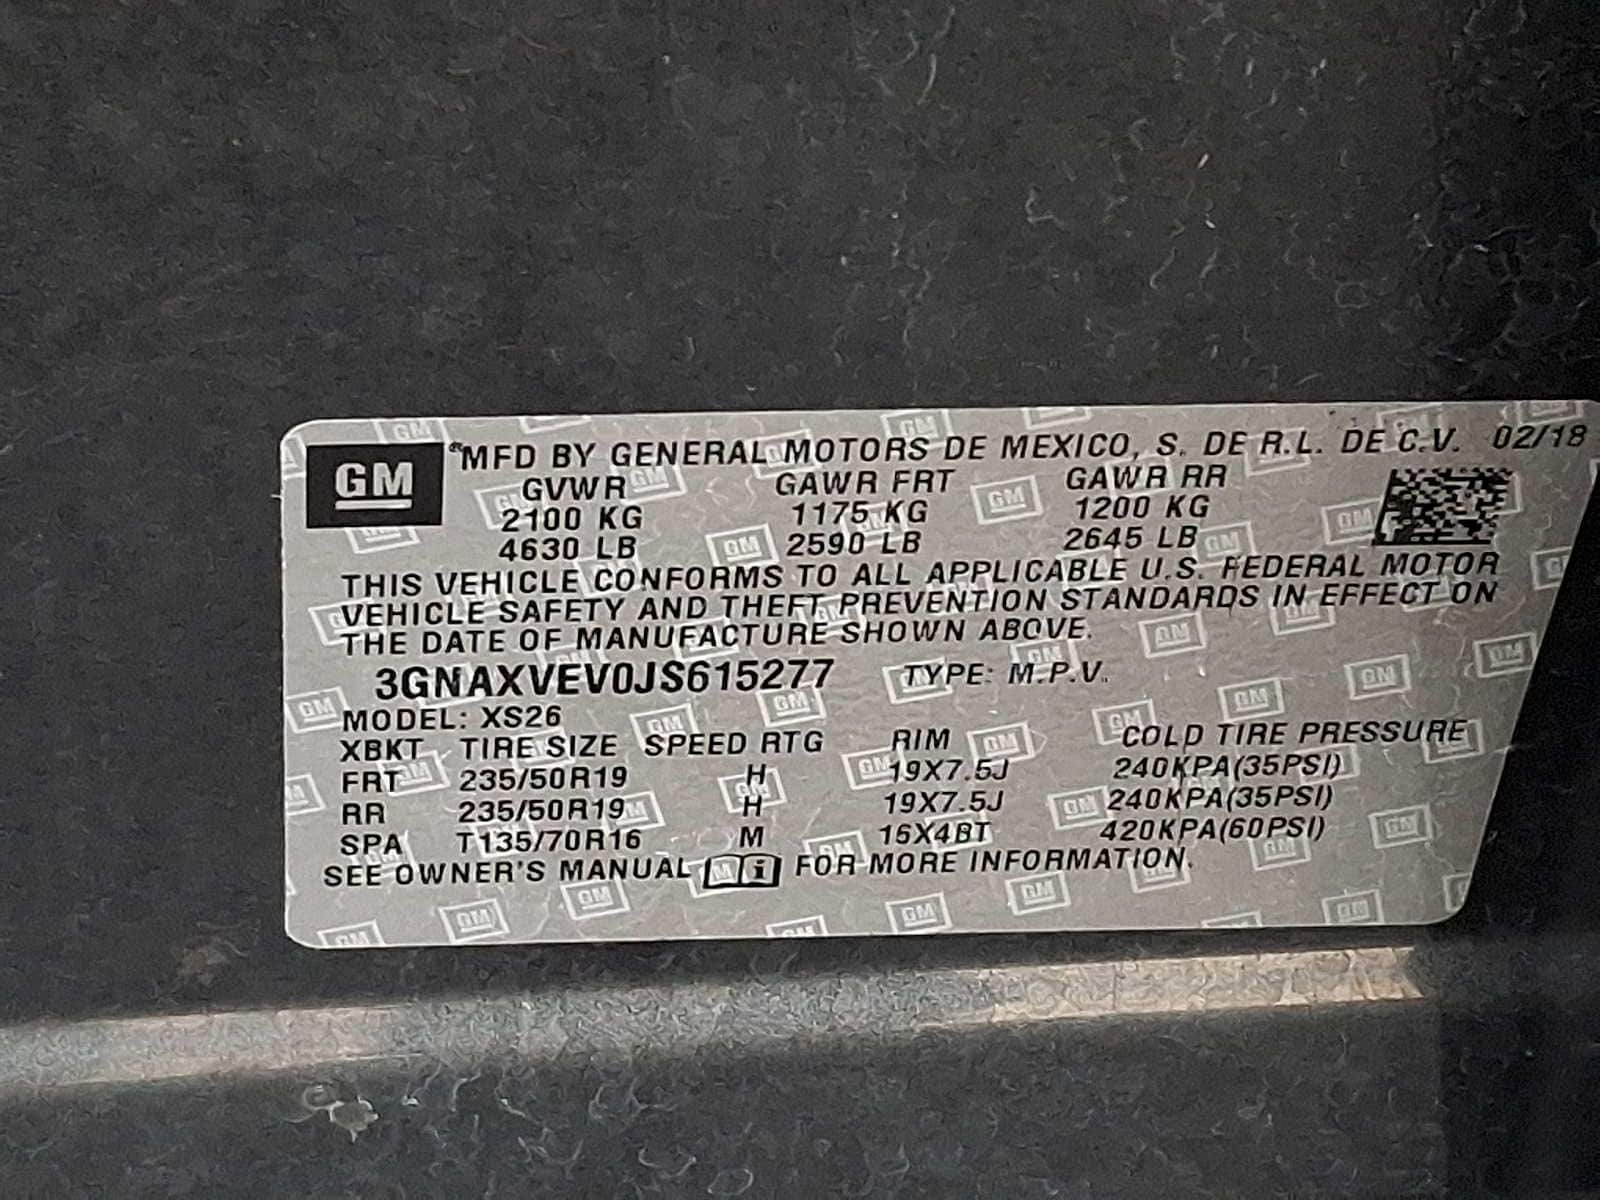 GM
MFD BY GENERAL MOTORS DE MEXICO, S. DE R.L. DE C.V. 02/18
GVWR GAWR FRT GAWR RR
2100 KG 1175 KG 1200 KG
4630 LB 2590 LB 2645 LB
THIS VEHICLE CONFORMS TO ALL APPLICABLE U.S. FEDERAL MOTOR
VEHICLE SAFETY AND THEFT PREVENTION STANDARDS IN EFFECT ON
THE DATE OF MANUFACTURE SHOWN ABOVE.
3GNAXVEV0JS615277 TYPE: M.P.V.
MODEL: XS26
XBKT TIRE SIZE SPEED RTG RIM COLD TIRE PRESSURE
FRT 235/50R19 H 19X7.5J 240KPA(35PSI)
RR 235/50R19 H 19X7.5J 240KPA(35PSI)
SPA T135/70R16 M 16X4BT 420KPA(60PSI)
SEE OWNER'S MANUAL i FOR MORE INFORMATION.